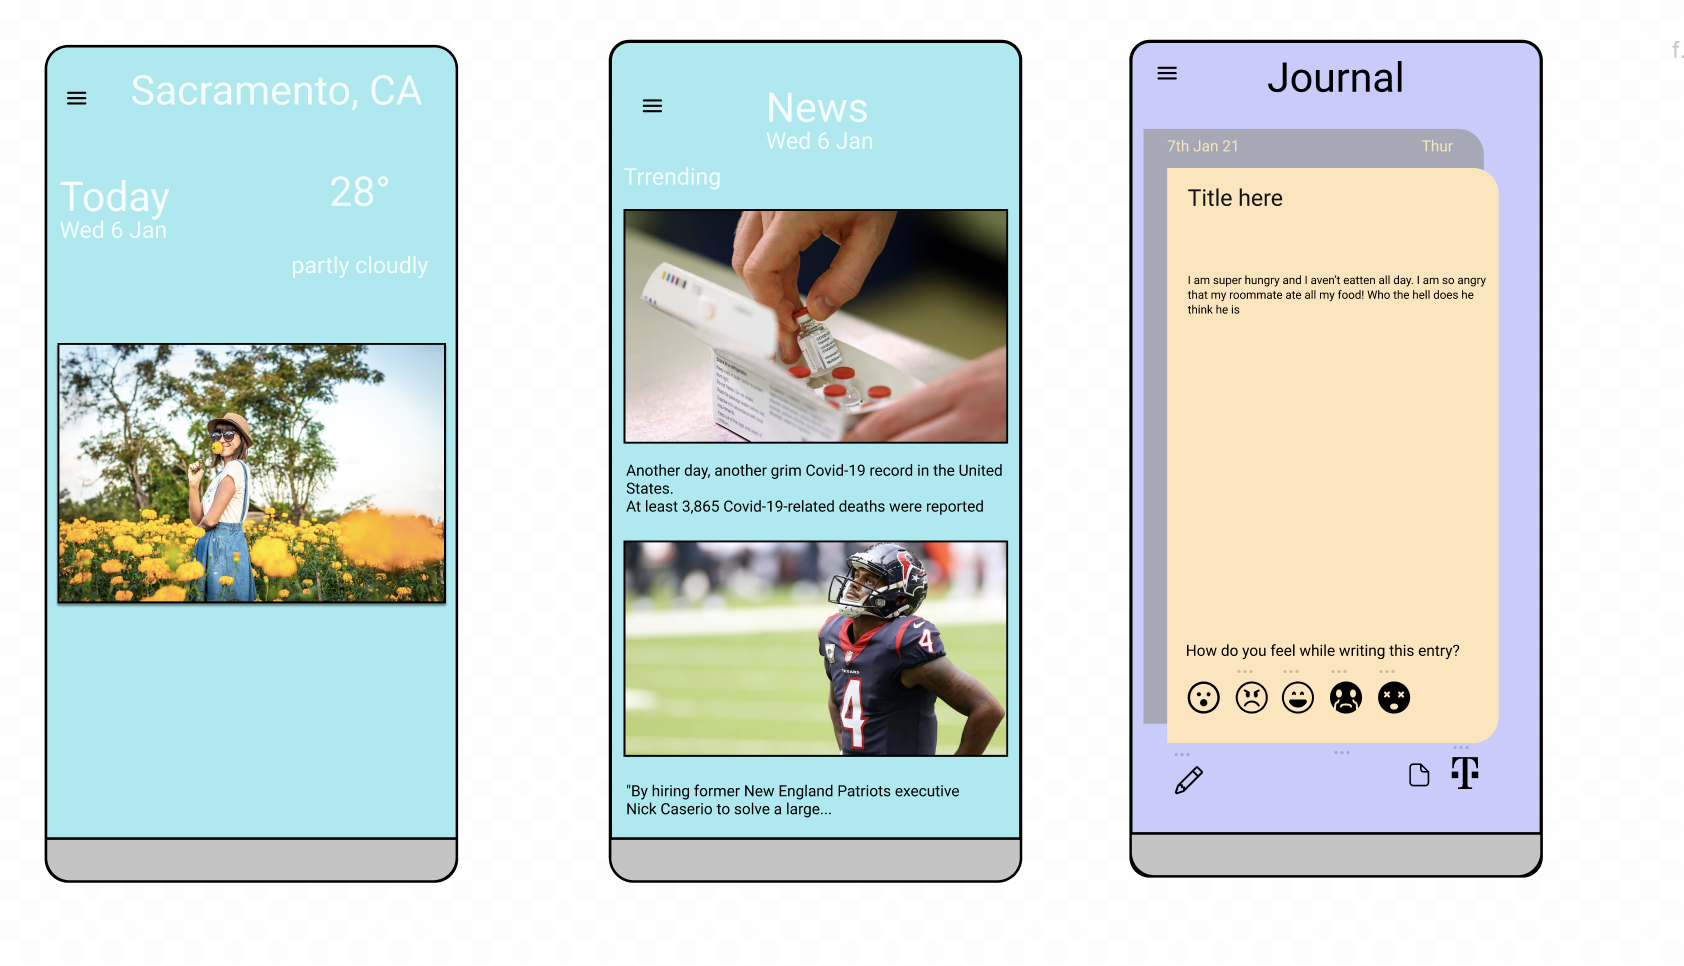 Sacramento, CA
Today
Wed 6 Jan
28°
partly cloudly
News
Wed 6 Jan
Trrending
Another day, another grim Covid-19 record in the United
States.
At least 3,865 Covid-19-related deaths were reported
4
4
TEXANS
"By hiring former New England Patriots executive
Nick Caserio to solve a large...
Journal
7th Jan 21
Thur
Title here
I am super hungry and I aven't eatten all day. I am so angry
that my roommate ate all my food! Who the hell does he
think he is
How do you feel while writing this entry?
T
f.